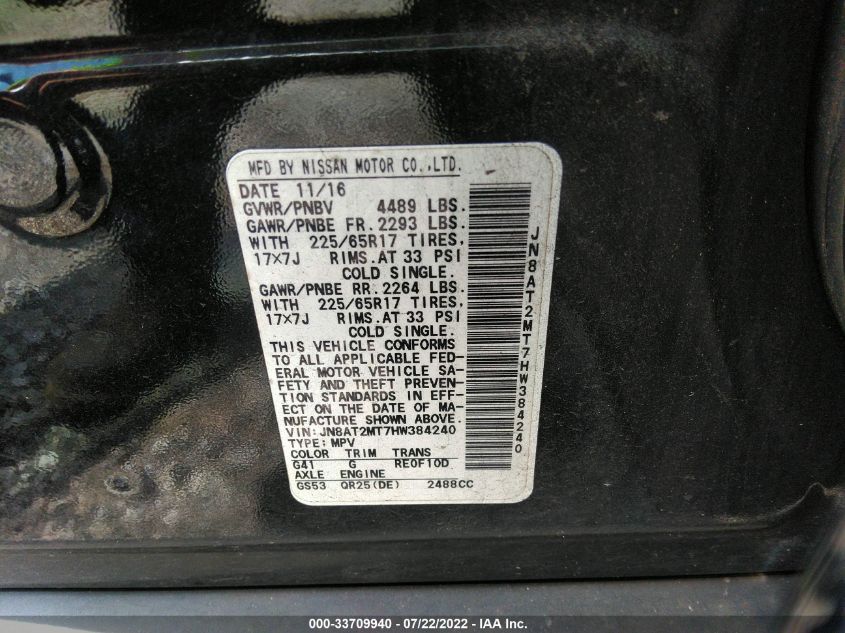 MFD BY NISSAN MOTOR CO.,LTD.
DATE 11/16
GVWR/PNBV 4489 LBS.
GAWR/PNBE FR. 2293 LBS.
WITH 225/65R17 TIRES,
17×7J RIMS.AT 33 PSI
COLD SINGLE.
GAWR/PNBE RR. 2264 LBS.
WITH 225/65R17 TIRES,
17×7J RIMS.AT 33 PSI
COLD SINGLE.
THIS VEHICLE CONFORMS
TO ALL APPLICABLE FED-
ERAL MOTOR VEHICLE SA-
FETY AND THEFT PREVEN-
TION STANDARDS IN EFF-
ECT ON THE DATE OF MA-
NUFACTURE SHOWN ABOVE.
VIN:JN8AT2MT7HW384240
TYPE:MPV
COLOR TRIM TRANS
G41 G RE0F10D
AXLE ENGINE
GS53 QR25(DE) 2488CC
JN8AT2MT7HW384240
000-33709940 - 07/22/2022 - IAA Inc.